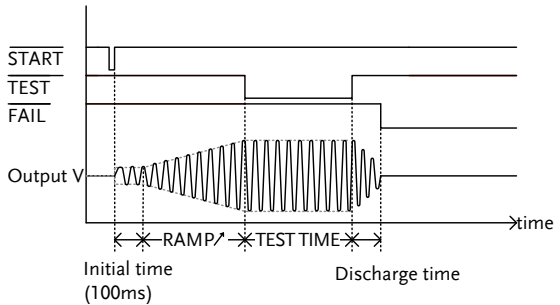 START
TEST
FAIL
Output V
time
RAMP↗
TEST TIME
Initial time
(100ms)
Discharge time